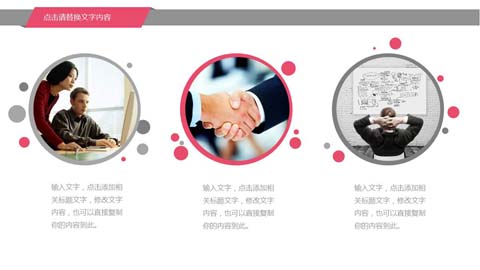 点击请替换文字内容
输入文字，点击添加相
关标题文字，修改文字
内容，也可以直接复制
你的内容到此。
输入文字，点击添加相
关标题文字，修改文字
内容，也可以直接复制
你的内容到此。
输入文字，点击添加相
关标题文字，修改文字
内容，也可以直接复制
你的内容到此。